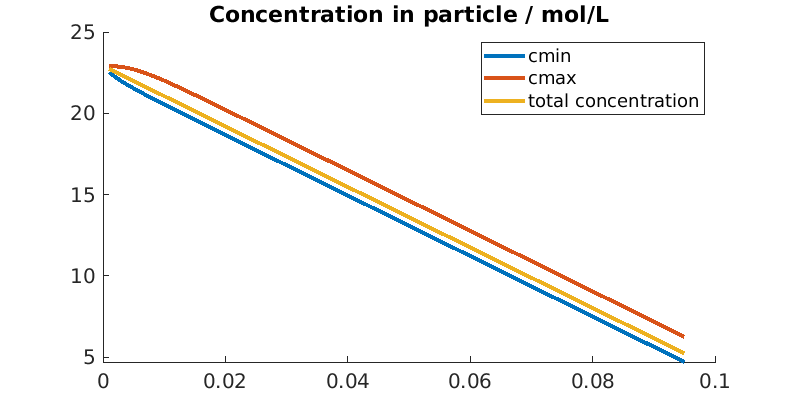 Concentration in particle / mol/L
cmin
cmax
total concentration
25
20
15
10
5
0
0.02
0.04
0.06
0.08
0.1